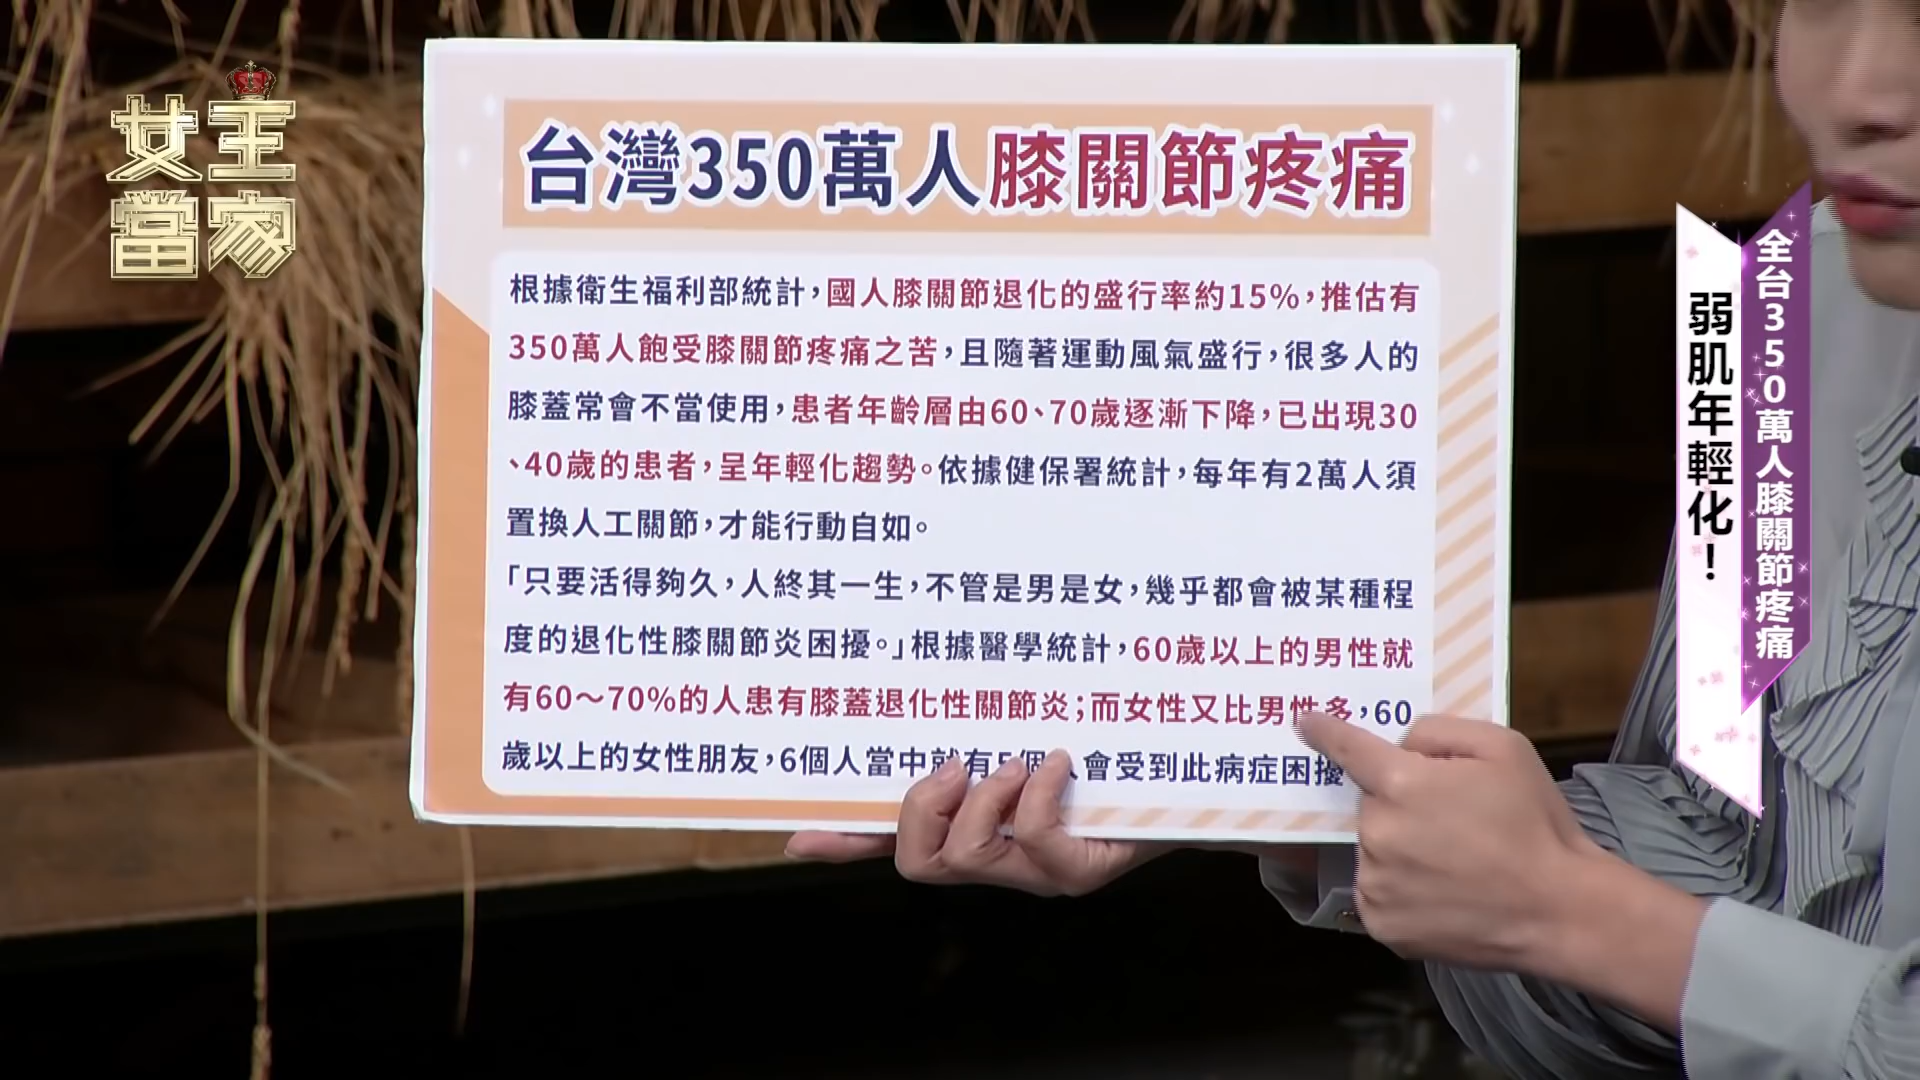 女王
當家
台灣350萬人膝關節疼痛
根據衛生福利部統計，國人膝關節退化的盛行率約15%，推估有
350萬人飽受膝關節疼痛之苦，且隨著運動風氣盛行，很多人的
膝蓋常會不當使用，患者年齡層由60、70歲逐漸下降，已出現30
、40歲的患者，呈年輕化趨勢。依據健保署統計，每年有2萬人須
置換人工關節，才能行動自如。
「只要活得夠久，人終其一生，不管是男是女，幾乎都會被某種程
度的退化性膝關節炎困擾。」根據醫學統計，60歲以上的男性就
有60～70%的人患有膝蓋退化性關節炎；而女性又比男性多，60
歲以上的女性朋友，6個人當中就有5個人會受到此病症困擾
全台350萬人膝關節疼痛
弱肌年輕化！